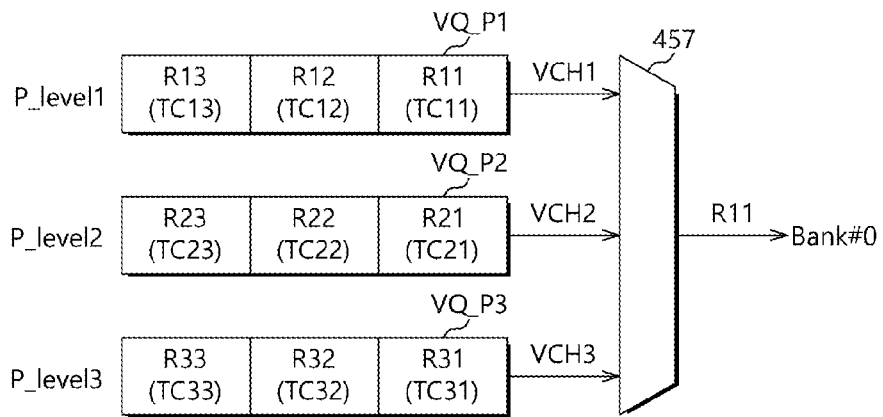 VQ_P1
457
P_level1
R13
(TC13)
R12
(TC12)
R11
(TC11)
VCH1
VQ_P2
P_level2
R23
(TC23)
R22
(TC22)
R21
(TC21)
VCH2
R11
Bank#0
VQ_P3
P_level3
R33
(TC33)
R32
(TC32)
R31
(TC31)
VCH3